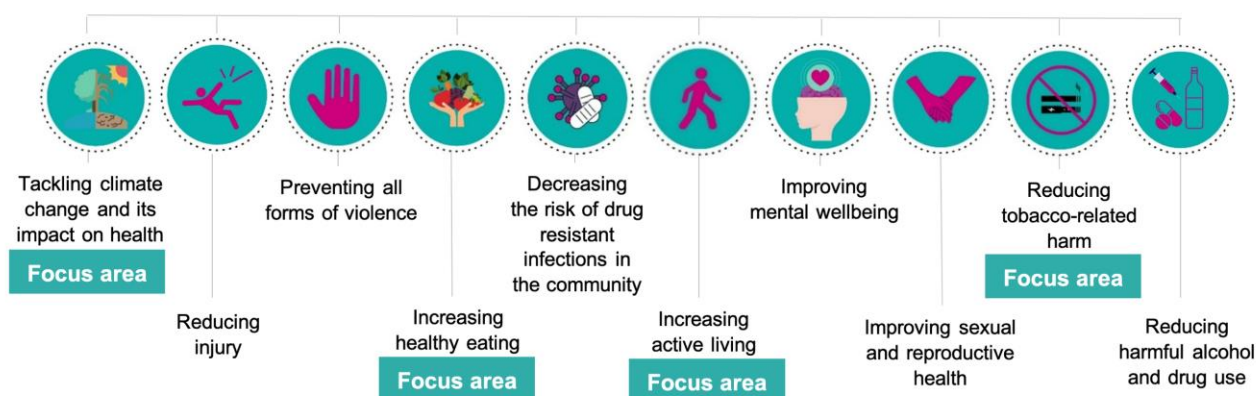 Tackling climate
change and its
impact on health
Focus area
Reducing
injury
Preventing all
forms of violence
Increasing
healthy eating
Focus area
Decreasing
the risk of drug
resistant
infections in
the community
Increasing
active living
Focus area
Improving
mental wellbeing
Improving sexual
and reproductive
health
Reducing
tobacco-related
harm
Focus area
Reducing
harmful alcohol
and drug use